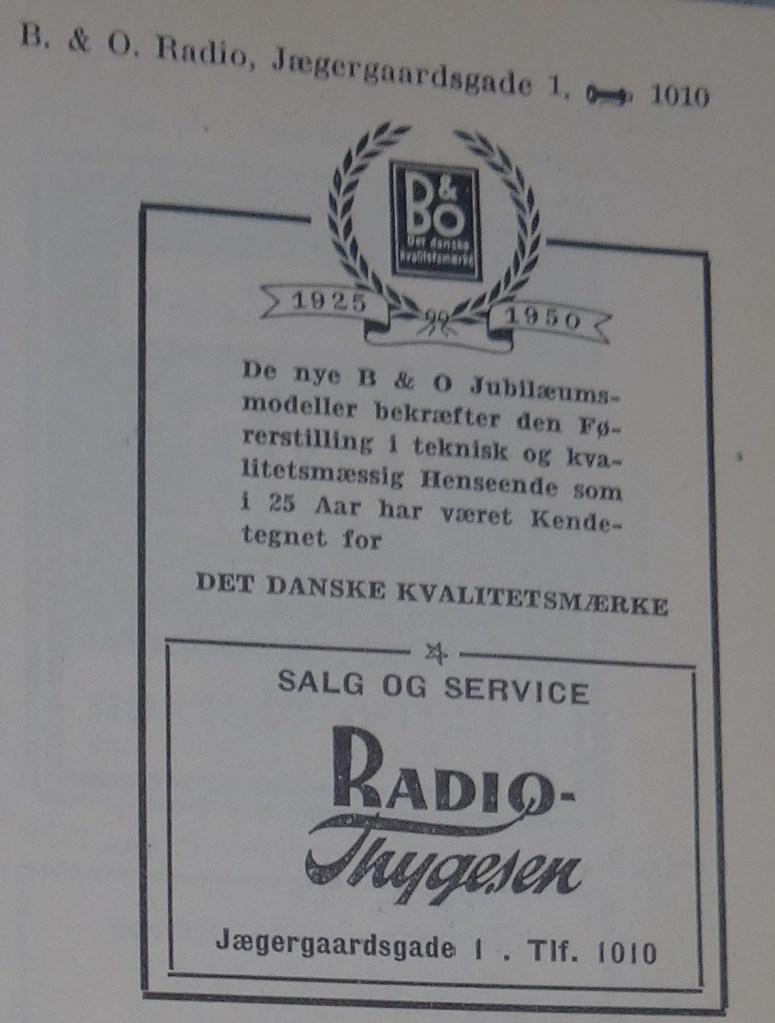 B. & O. Radio, Jægergaardsgade 1. 1010
B&O
Det danske
kvalitetsmærke
1925 1950
De nye B & O Jubilæums-
modeller bekræfter den Fø-
rerstilling i teknisk og kva-
litetsmæssig Henseende som
i 25 Aar har været Kende-
tegnet for
DET DANSKE KVALITETSMÆRKE
SALG OG SERVICE
RADIO-
Thygesen
Jægergaardsgade 1 . Tlf. 1010